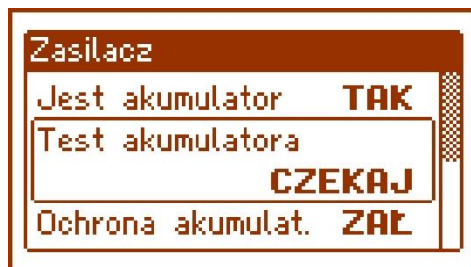 Zasilacz
Jest akumulator TAK
Test akumulatora
CZEKAJ
Ochrona akumulat. ZAŁ